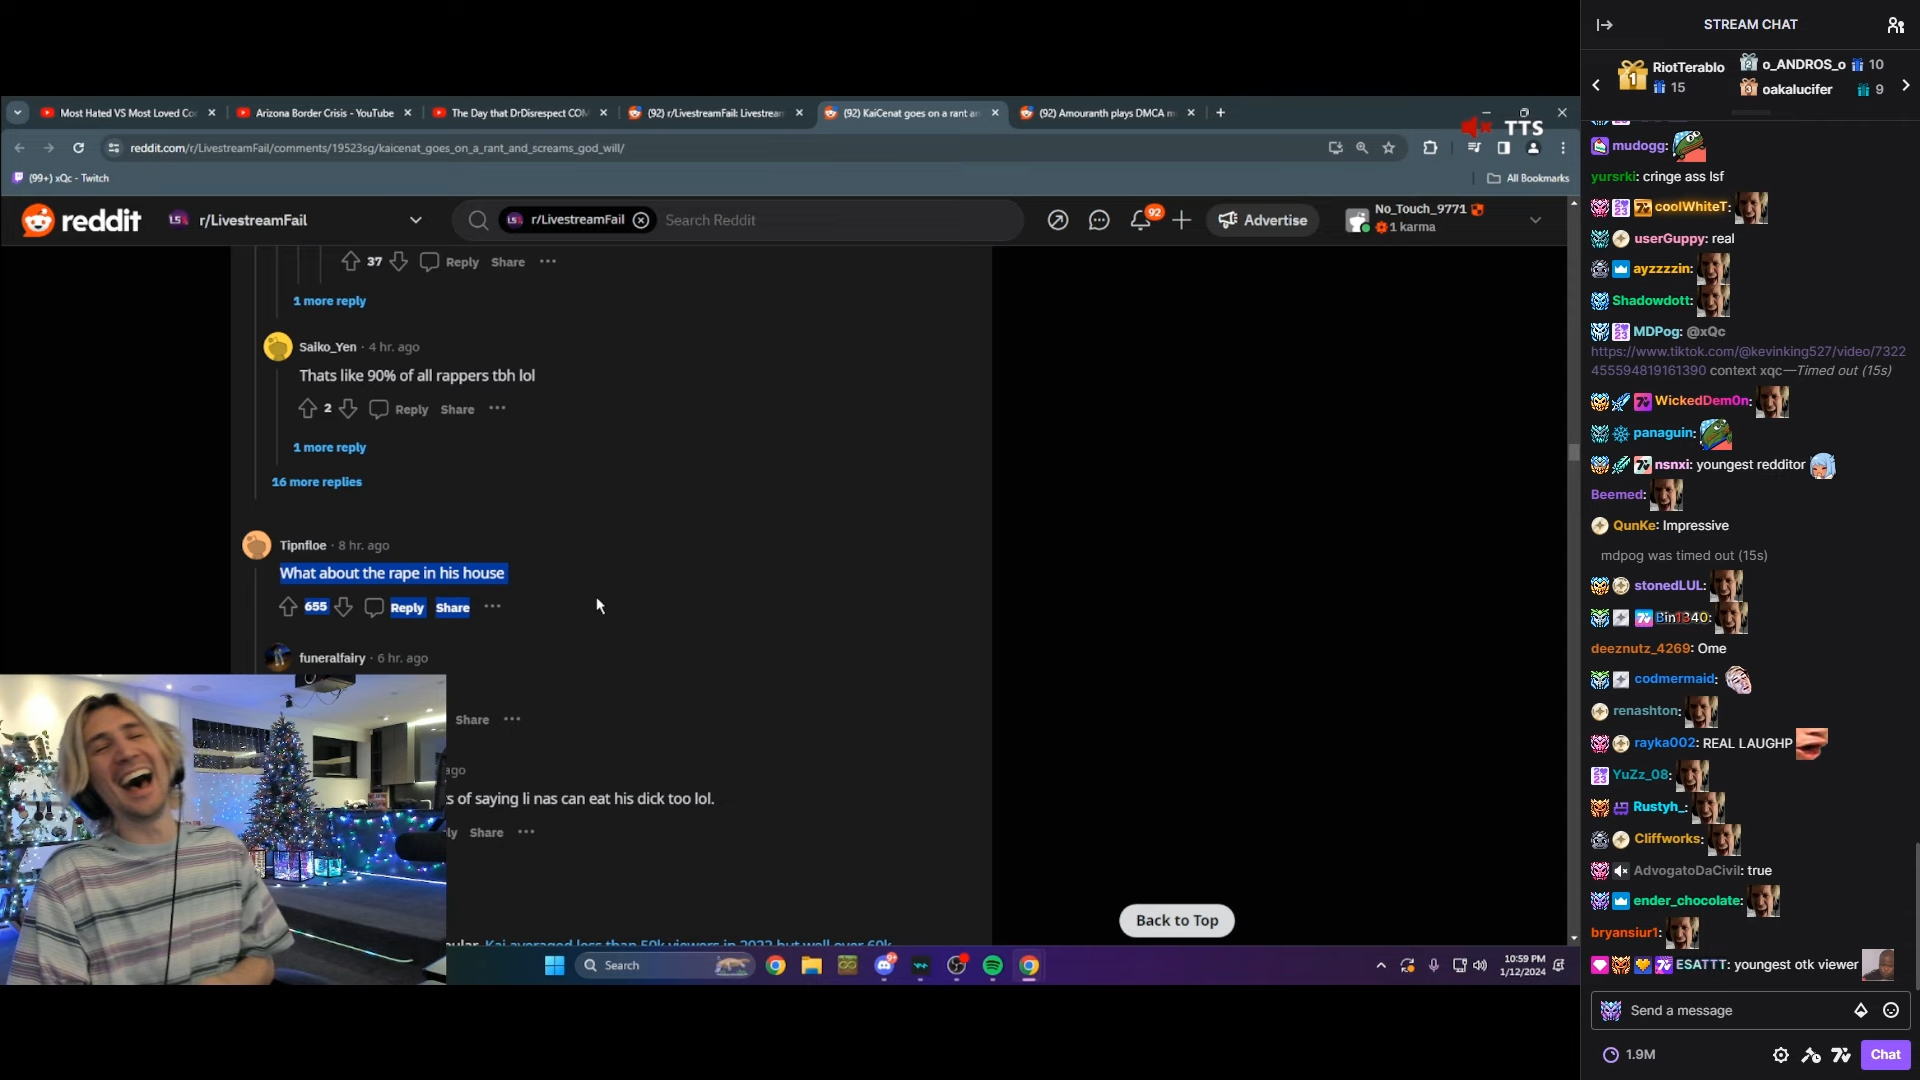 Most Hated VS Most Loved Co
Arizona Border Crisis - YouTube
The Day that DrDisrespect COM
(92) r/LivestreamFail: Livestream
(92) KaiCenat goes on a rant an
(92) Amouranth plays DMCA m
TTS
reddit.com/r/LivestreamFail/comments/19523sg/kaicenat_goes_on_a_rant_and_screams_god_will/
(99+) xQc - Twitch
All Bookmarks
reddit
r/LivestreamFail
r/LivestreamFail
Search Reddit
92
Advertise
No_Touch_9771
1 karma
37 Reply Share ···
1 more reply
Saiko_Yen · 4 hr. ago
Thats like 90% of all rappers tbh lol
2 Reply Share ···
1 more reply
16 more replies
Tipnfloe · 8 hr. ago
What about the rape in his house
655 Reply Share ···
funeralfairy · 6 hr. ago
Share ···
ago
s of saying li nas can eat his dick too lol.
ly Share ···
Kai averaged less than 50k viewers in 2022 but well over 60k
Back to Top
Search
10:59 PM
1/12/2024
STREAM CHAT
1
RiotTerablo
15
2
o_ANDROS_o 10
3
oakalucifer 9
mudogg:
yursrki: cringe ass lsf
coolWhiteT:
userGuppy: real
ayzzzzin:
Shadowdott:
MDPog: @xQc
https://www.tiktok.com/@kevinking527/video/7322
455594819161390 context xqc—Timed out (15s)
WickedDem0n:
panaguin:
nsnxi: youngest redditor
Beemed:
QunKe: Impressive
mdpog was timed out (15s)
stonedLUL:
Bin1340:
deeznutz_4269: Ome
codmermaid:
renashton:
rayka002: REAL LAUGHP
YuZz_08:
Rustyh_:
Cliffworks:
AdvogatoDaCivil: true
ender_chocolate:
bryansiur1:
ESATTT: youngest otk viewer
Send a message
1.9M
Chat